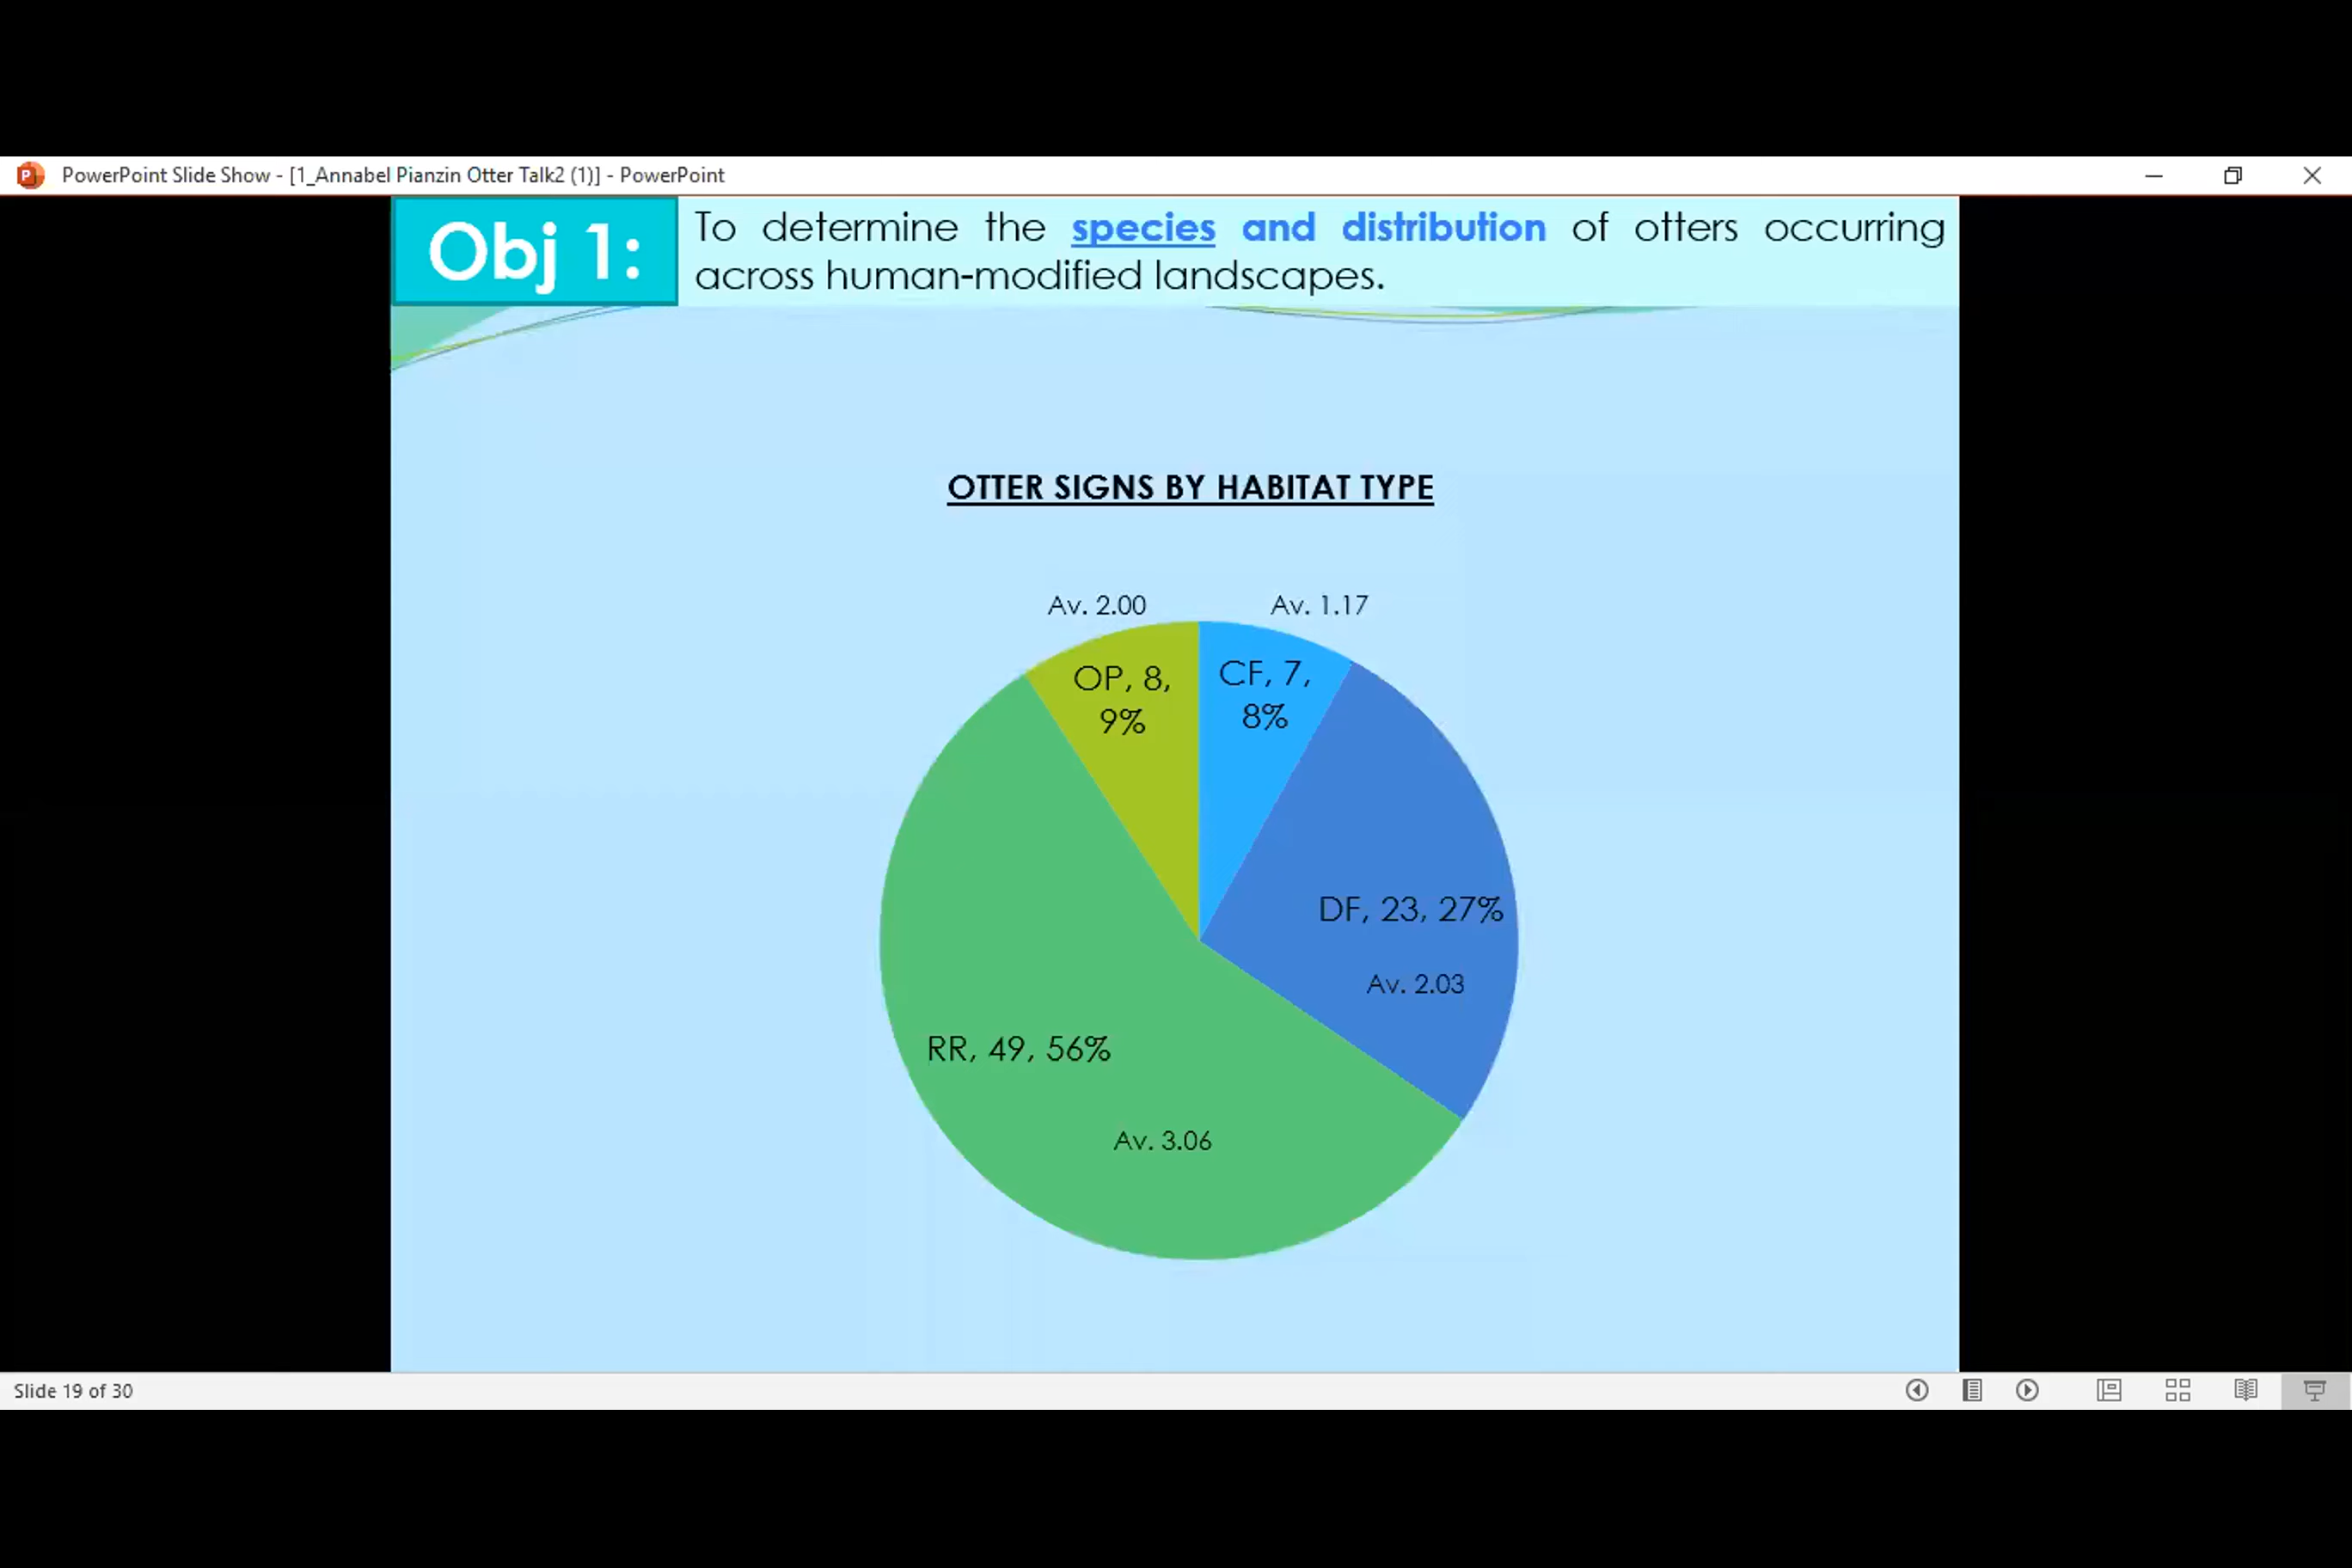 PowerPoint Slide Show - [1_Annabel Pianzin Otter Talk2 (1)] - PowerPoint
Obj 1:
To determine the species and distribution of otters occurring
across human-modified landscapes.
OTTER SIGNS BY HABITAT TYPE
Av. 2.00
Av. 1.17
OP, 8,
9%
CF, 7,
8%
DF, 23, 27%
Av. 2.03
RR, 49, 56%
Av. 3.06
Slide 19 of 30